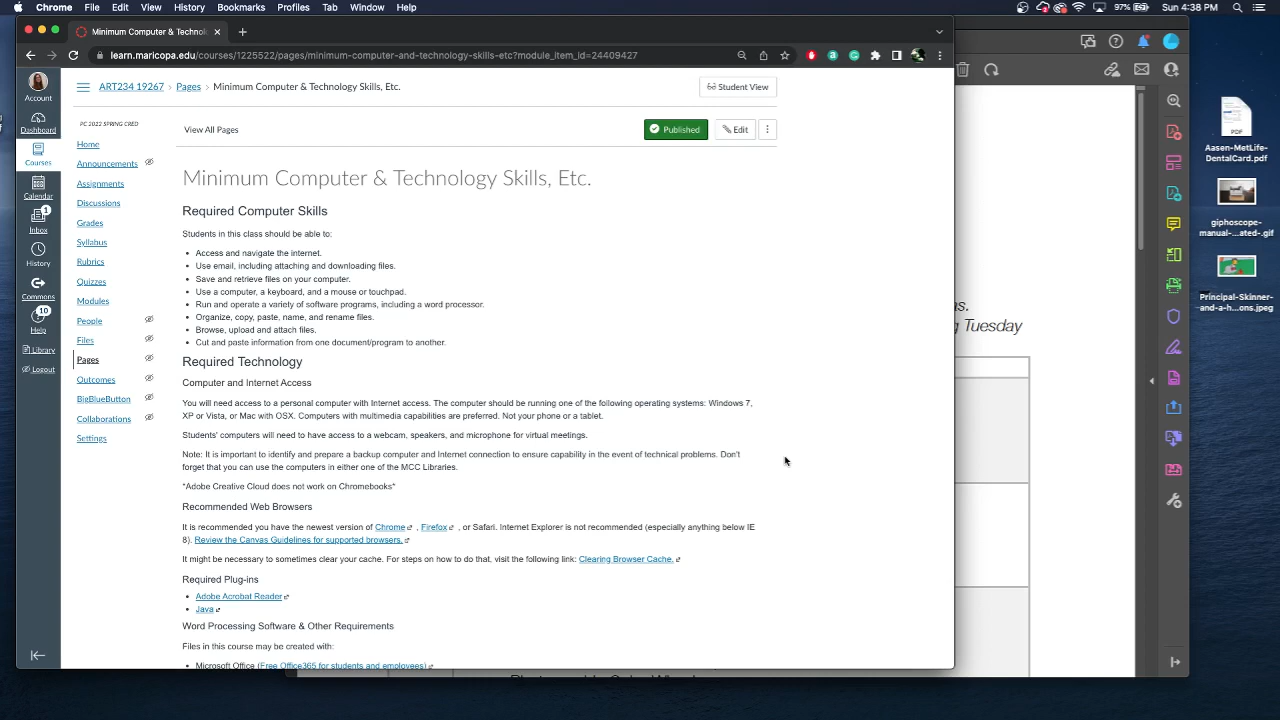 Chrome File Edit View History Bookmarks Profiles Tab Window Help
97% Sun 4:38 PM
Minimum Computer & Technolo
learn.maricopa.edu/courses/1225522/pages/minimum-computer-and-technology-skills-etc?module_item_id=24409427
Account
Dashboard
Courses
Calendar
1
Inbox
History
Commons
10
Help
Library
Logout
ART234 19267 › Pages › Minimum Computer & Technology Skills, Etc.
Student View
PC 2022 SPRING CRED
Home
Announcements
Assignments
Discussions
Grades
Syllabus
Rubrics
Quizzes
Modules
People
Files
Pages
Outcomes
BigBlueButton
Collaborations
Settings
View All Pages
Published
Edit
Minimum Computer & Technology Skills, Etc.
Required Computer Skills
Students in this class should be able to:
• Access and navigate the internet.
• Use email, including attaching and downloading files.
• Save and retrieve files on your computer.
• Use a computer, a keyboard, and a mouse or touchpad.
• Run and operate a variety of software programs, including a word processor.
• Organize, copy, paste, name, and rename files.
• Browse, upload and attach files.
• Cut and paste information from one document/program to another.
Required Technology
Computer and Internet Access
You will need access to a personal computer with Internet access. The computer should be running one of the following operating systems: Windows 7,
XP or Vista, or Mac with OSX. Computers with multimedia capabilities are preferred. Not your phone or a tablet.
Students' computers will need to have access to a webcam, speakers, and microphone for virtual meetings.
Note: It is important to identify and prepare a backup computer and Internet connection to ensure capability in the event of technical problems. Don't
forget that you can use the computers in either one of the MCC Libraries.
*Adobe Creative Cloud does not work on Chromebooks*
Recommended Web Browsers
It is recommended you have the newest version of Chrome , Firefox , or Safari. Internet Explorer is not recommended (especially anything below IE
8). Review the Canvas Guidelines for supported browsers.
It might be necessary to sometimes clear your cache. For steps on how to do that, visit the following link: Clearing Browser Cache.
Required Plug-ins
• Adobe Acrobat Reader
• Java
Word Processing Software & Other Requirements
Files in this course may be created with:
• Microsoft Office (Free Office365 for students and employees)
as.
g Tuesday
PDF
Aasen-MetLife-
DentalCard.pdf
giphoscope-
manual-...ated-.gif
Principal-Skinner-
and-a-h...ons.jpeg